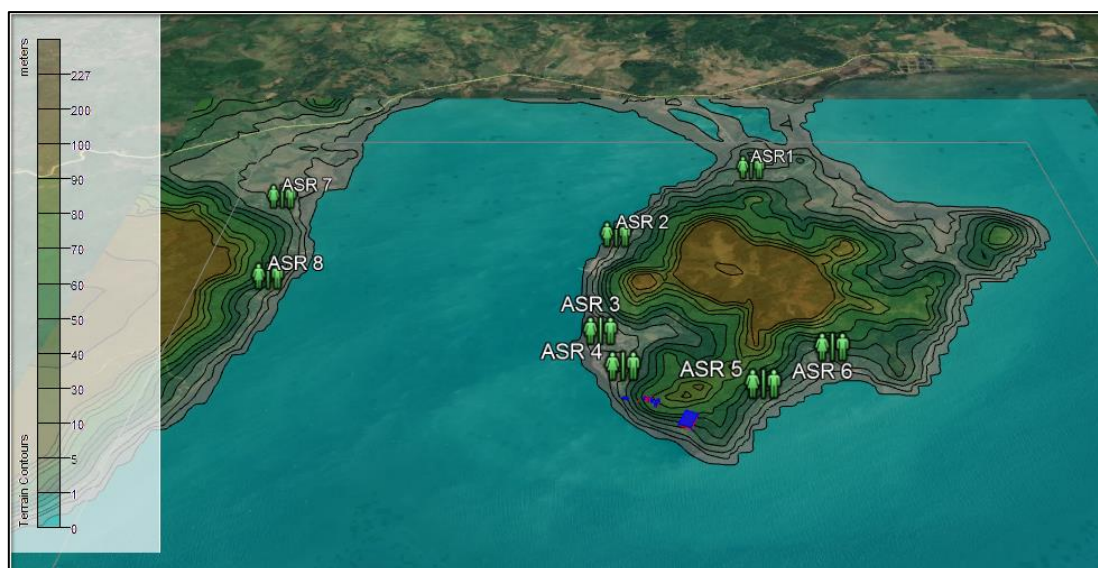 meters
227
200
100
90
80
70
60
50
40
30
10
5
1
0
Terrain Contours
ASR1
ASR 7
ASR 2
ASR 8
ASR 3
ASR 4
ASR 5
ASR 6